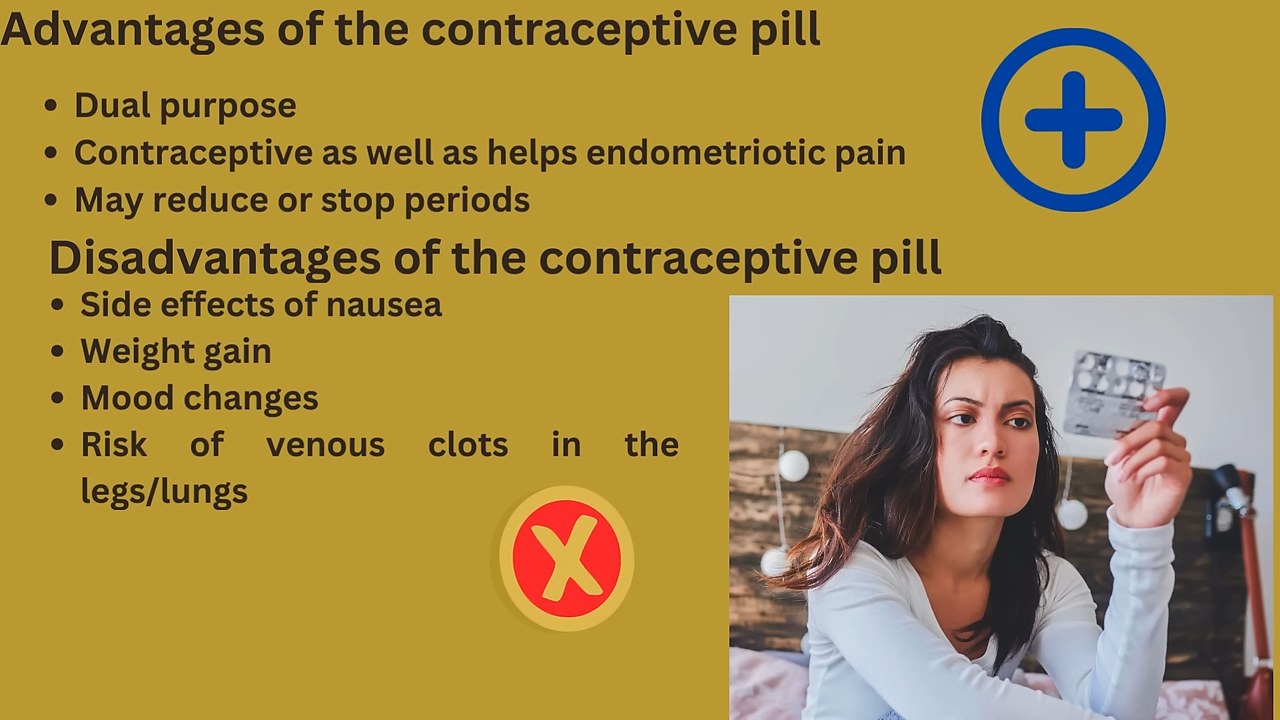 Advantages of the contraceptive pill
• Dual purpose
• Contraceptive as well as helps endometriotic pain
• May reduce or stop periods
Disadvantages of the contraceptive pill
• Side effects of nausea
• Weight gain
• Mood changes
• Risk of venous clots in the
legs/lungs